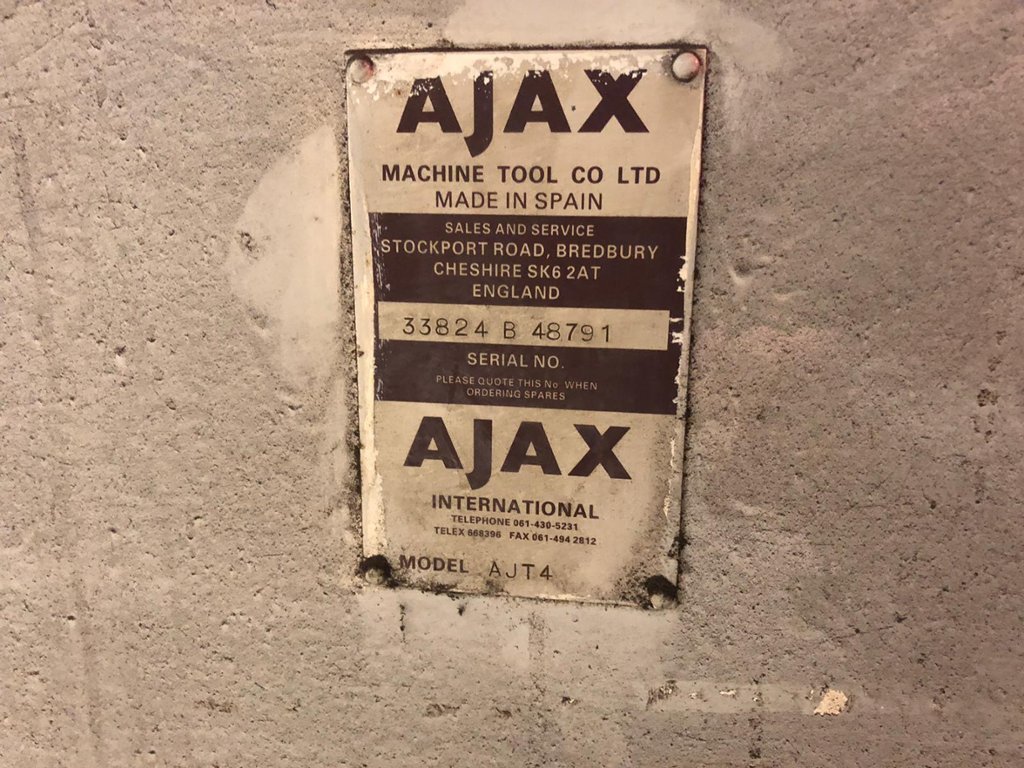 AJAX
MACHINE TOOL CO LTD
MADE IN SPAIN
SALES AND SERVICE
STOCKPORT ROAD, BREDBURY
CHESHIRE SK6 2AT
ENGLAND
33824 B 48791
SERIAL NO.
PLEASE QUOTE THIS No WHEN
ORDERING SPARES
AJAX
INTERNATIONAL
TELEPHONE 061-430-5231
TELEX 668396 FAX 061-494 2812
MODEL AJT4